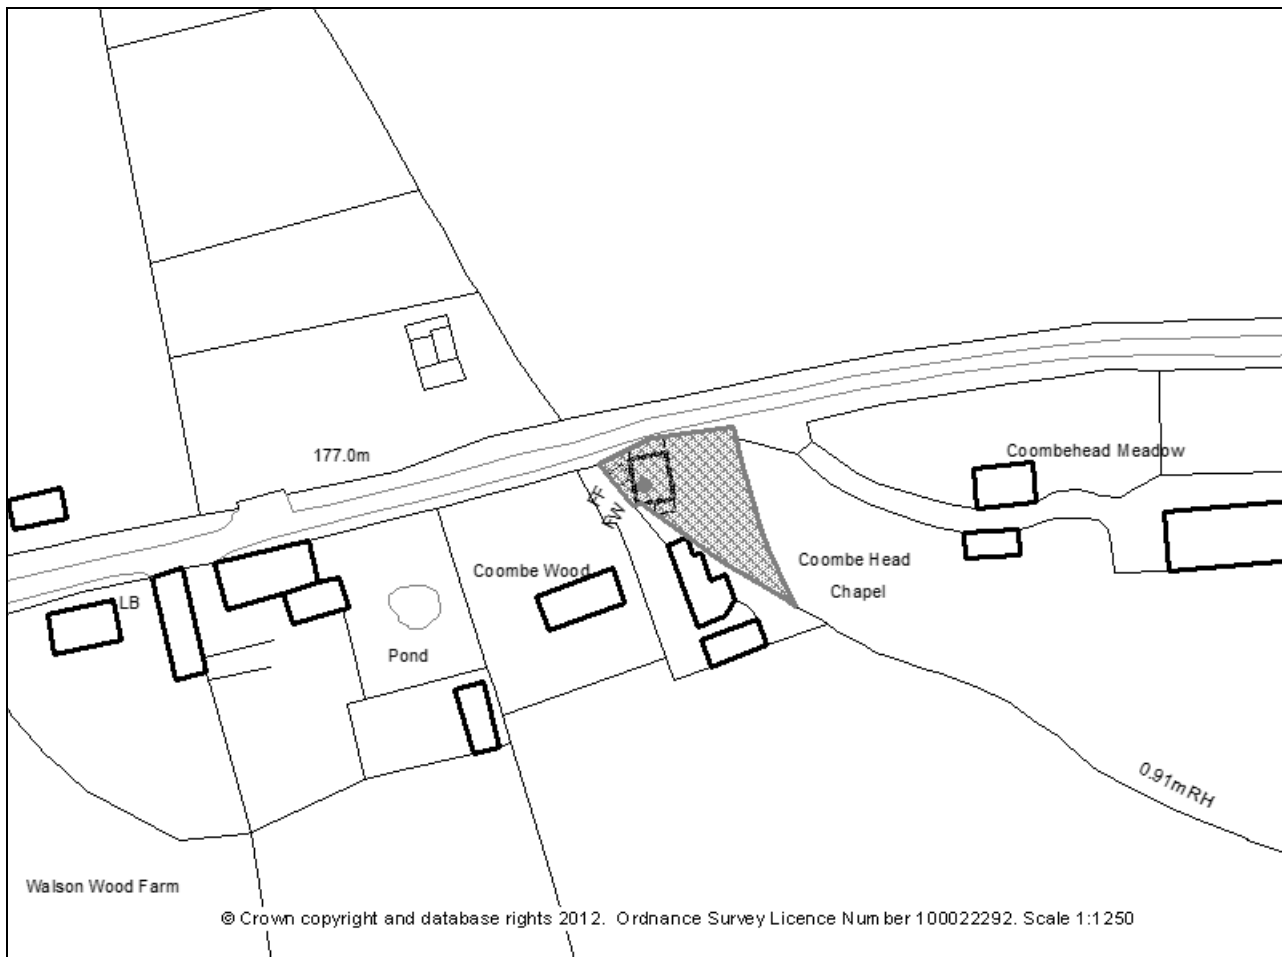 Coombehead Meadow
177.0m
FF
FW
Coombe Head
Chapel
Coombe Wood
LB
Pond
0.91m RH
Walson Wood Farm
© Crown copyright and database rights 2012. Ordnance Survey Licence Number 100022292. Scale 1:1250